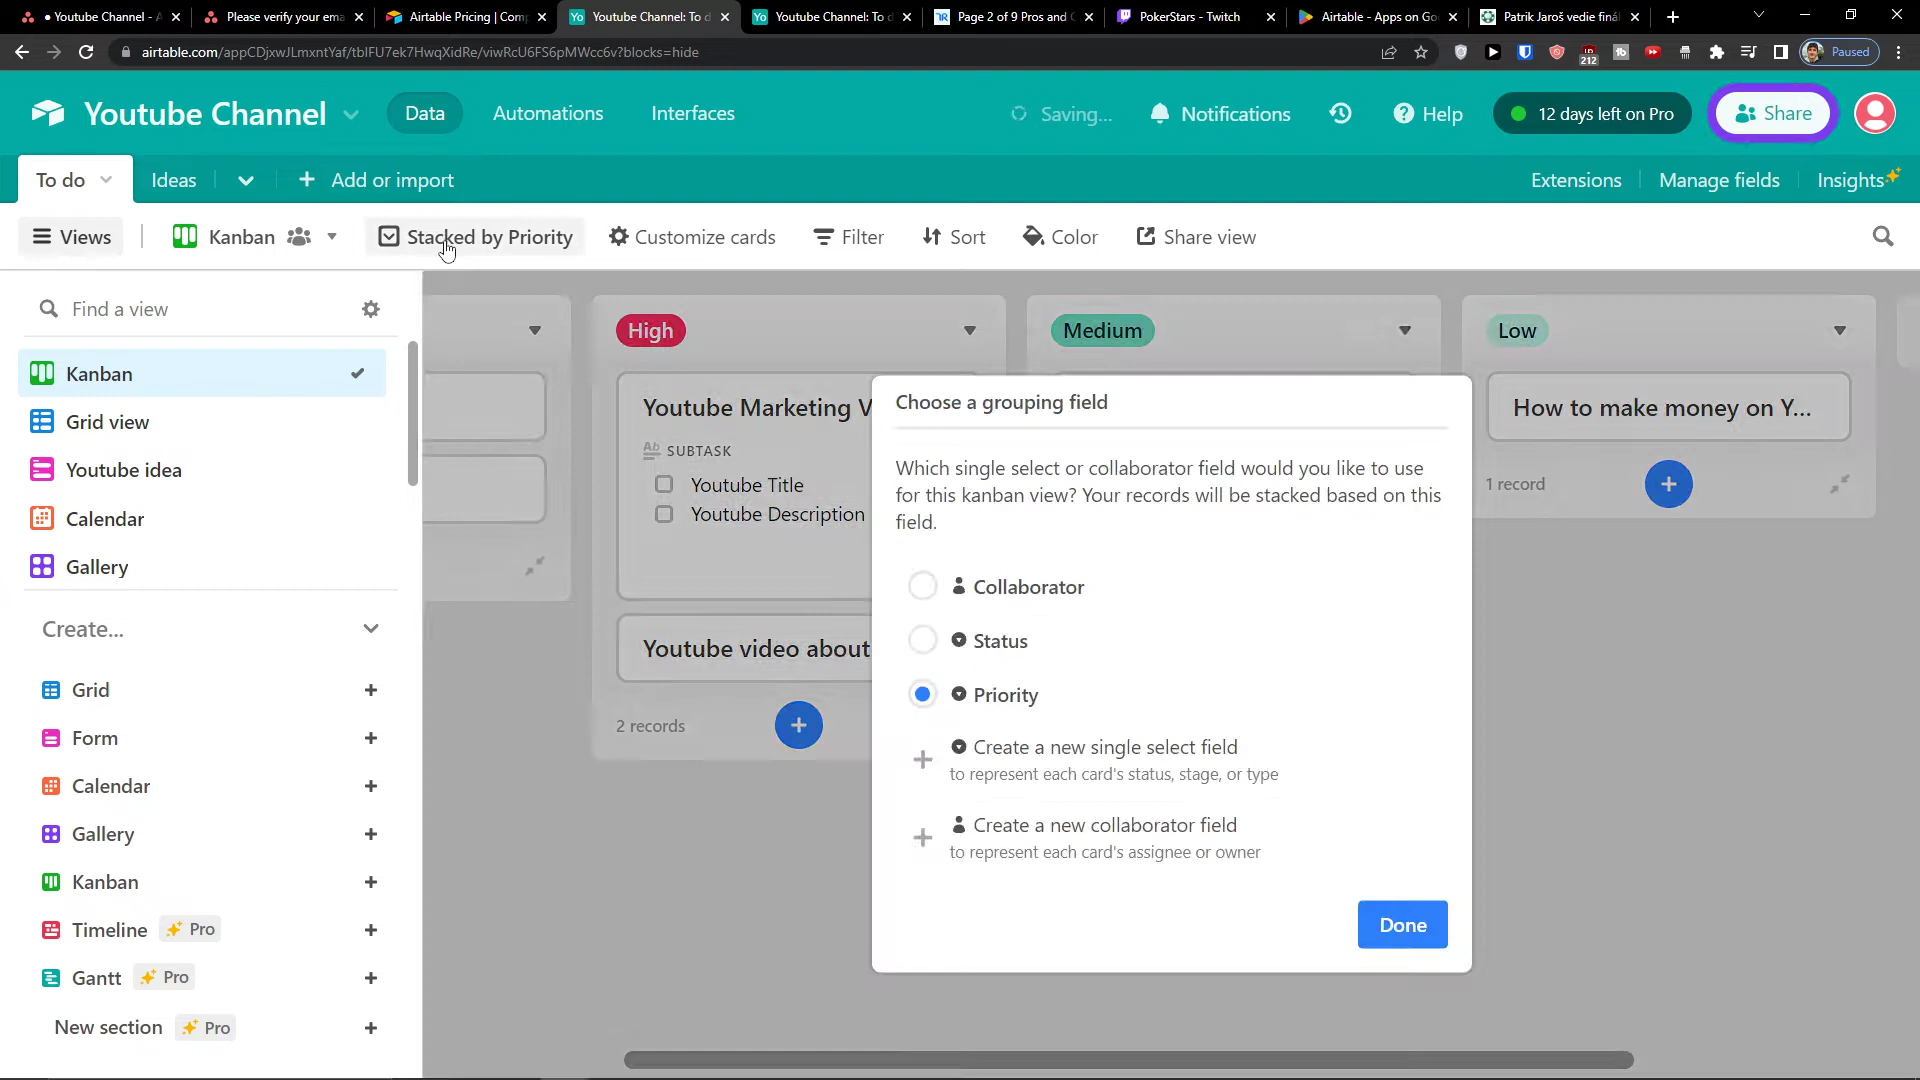 Youtube Channel - A
Please verify your ema
Airtable Pricing | Comp
Youtube Channel: To d
Youtube Channel: To d
Page 2 of 9 Pros and C
PokerStars - Twitch
Airtable - Apps on Go
Patrik Jaroš vedie finál
airtable.com/appCDjxwJLmxntYaf/tblFU7ek7HwqXidRe/viwRcU6FS6pMWcc6v?blocks=hide
212
Paused
Youtube Channel
Data
Automations
Interfaces
Saving...
Notifications
Help
12 days left on Pro
Share
To do
Ideas
Add or import
Extensions
Manage fields
Insights
Views
Kanban
Stacked by Priority
Customize cards
Filter
Sort
Color
Share view
Find a view
Kanban
Grid view
Youtube idea
Calendar
Gallery
Create...
Grid
Form
Calendar
Gallery
Kanban
Timeline Pro
Gantt Pro
New section Pro
High
Youtube Marketing V
SUBTASK
Youtube Title
Youtube Description
Youtube video about
2 records
Medium
Low
How to make money on Y...
1 record
Choose a grouping field
Which single select or collaborator field would you like to use
for this kanban view? Your records will be stacked based on this
field.
Collaborator
Status
Priority
Create a new single select field
to represent each card's status, stage, or type
Create a new collaborator field
to represent each card's assignee or owner
Done